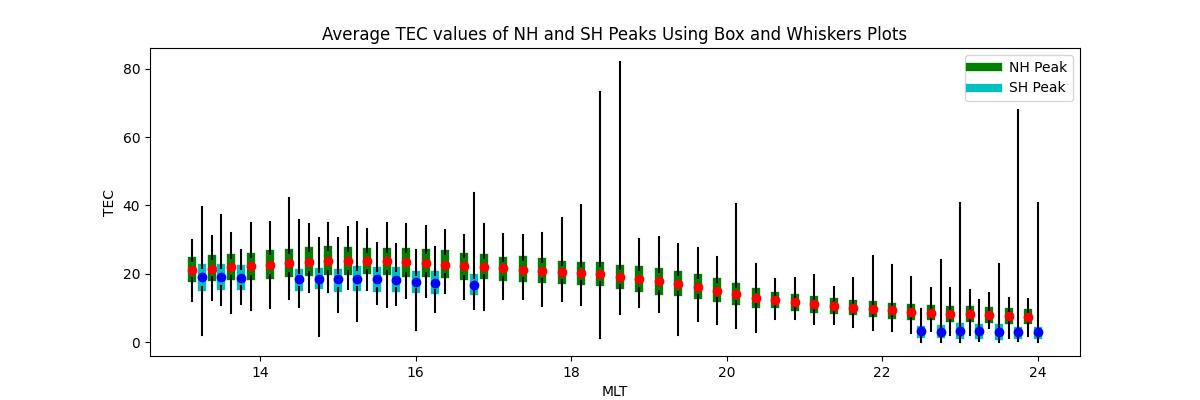 Average TEC values of NH and SH Peaks Using Box and Whiskers Plots
NH Peak
SH Peak
80
60
40
20
0
TEC
14 16 18 20 22 24
MLT